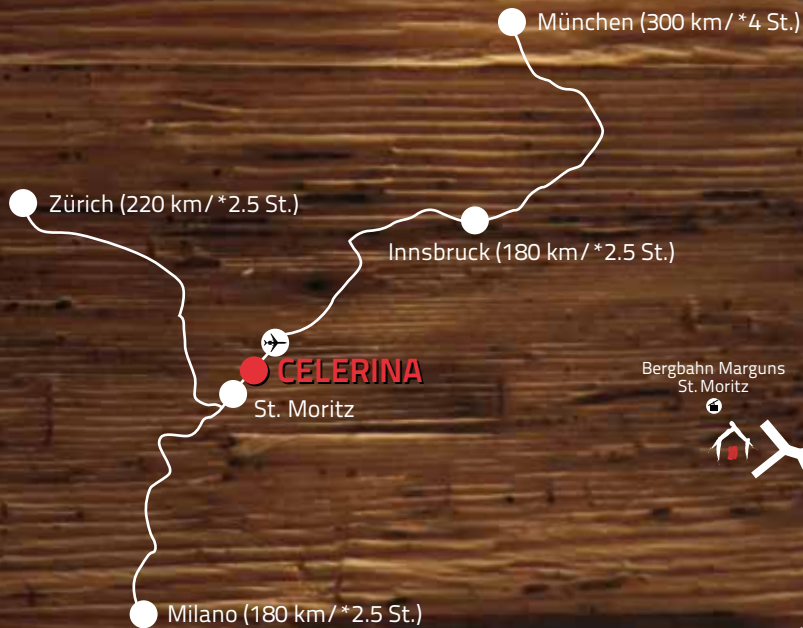 München (300 km/ *4 St.)
Zürich (220 km/ *2.5 St.)
Innsbruck (180 km/ *2.5 St.)
CELERINA
St. Moritz
Bergbahn Marguns
St. Moritz
Milano (180 km/ *2.5 St.)